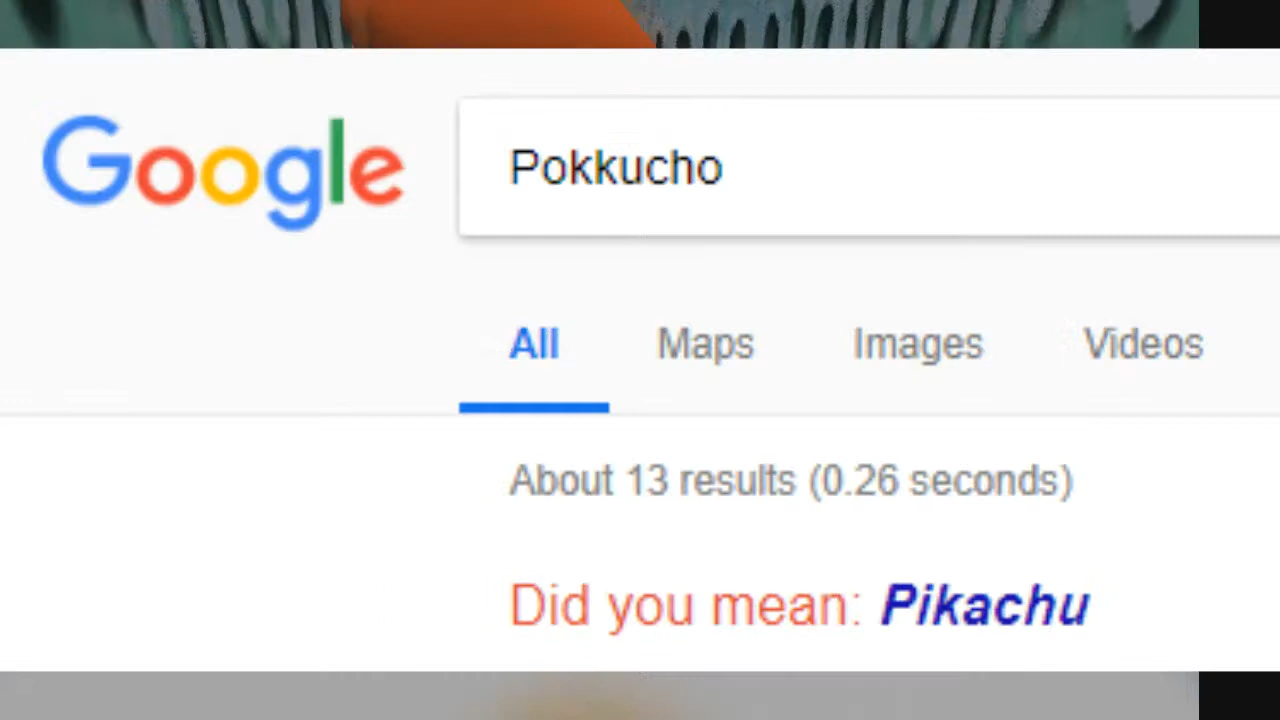 Google
Pokkucho
All Maps Images Videos
About 13 results (0.26 seconds)
Did you mean: Pikachu